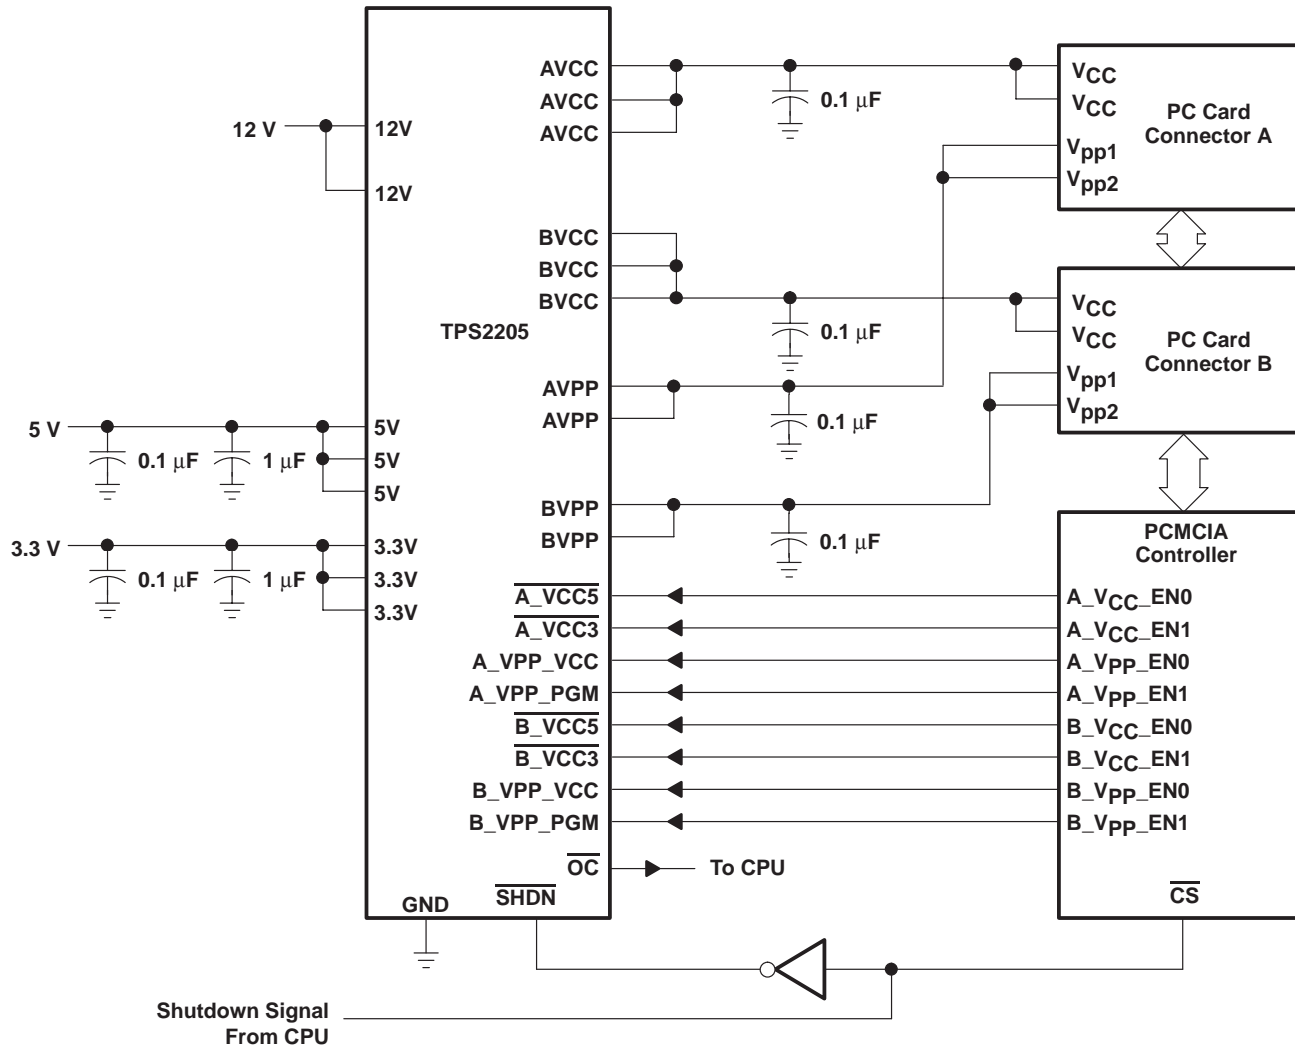 AVCC
AVCC
AVCC
0.1 μF
VCC
VCC
Vpp1
Vpp2
PC Card
Connector A
12 V
12V
12V
BVCC
BVCC
BVCC
0.1 μF
VCC
VCC
Vpp1
Vpp2
PC Card
Connector B
TPS2205
AVPP
AVPP
0.1 μF
5 V
0.1 μF
1 μF
5V
5V
5V
BVPP
BVPP
0.1 μF
3.3 V
0.1 μF
1 μF
3.3V
3.3V
3.3V
PCMCIA
Controller
A_VCC5
A_VCC_EN0
A_VCC3
A_VCC_EN1
A_VPP_VCC
A_VPP_EN0
A_VPP_PGM
A_VPP_EN1
B_VCC5
B_VCC_EN0
B_VCC3
B_VCC_EN1
B_VPP_VCC
B_VPP_EN0
B_VPP_PGM
B_VPP_EN1
OC
To CPU
SHDN
GND
CS
Shutdown Signal
From CPU